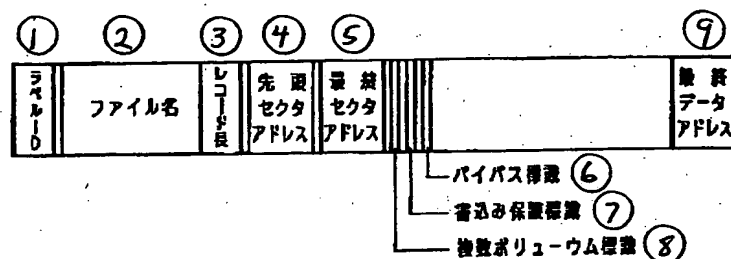 ① ② ③ ④ ⑤ ⑨
ラベルID
ファイル名
レコード長
先頭
セクタ
アドレス
最終
セクタ
アドレス
最終
データ
アドレス
バイパス標識 ⑥
書込み保護標識 ⑦
複数ボリューウム標識 ⑧